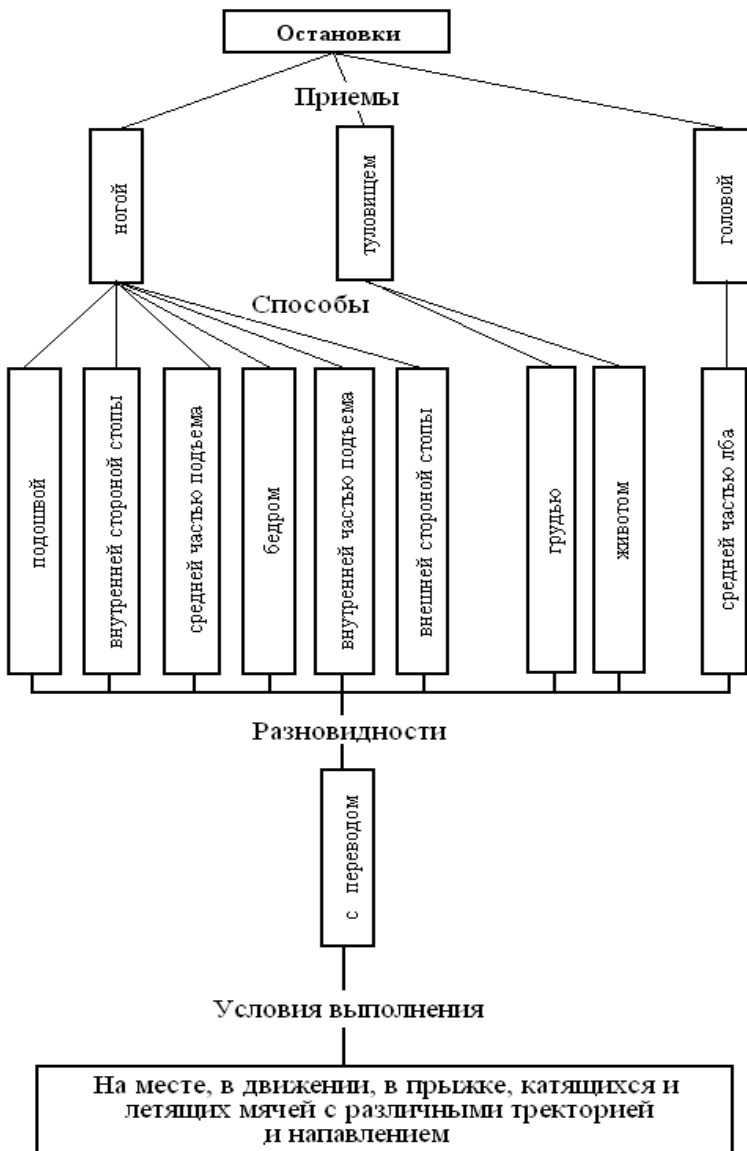 Остановки
Приемы
ногой
туловищем
головой
Способы
подошвой
внутренней стороной стопы
средней частью подъема
бедром
внутренней частью подъема
внешней стороной стопы
грудью
животом
средней частью лба
Разновидности
с переводом
Условия выполнения
На месте, в движении, в прыжке, катящихся и
летящих мячей с различными тректорией
и напавлением